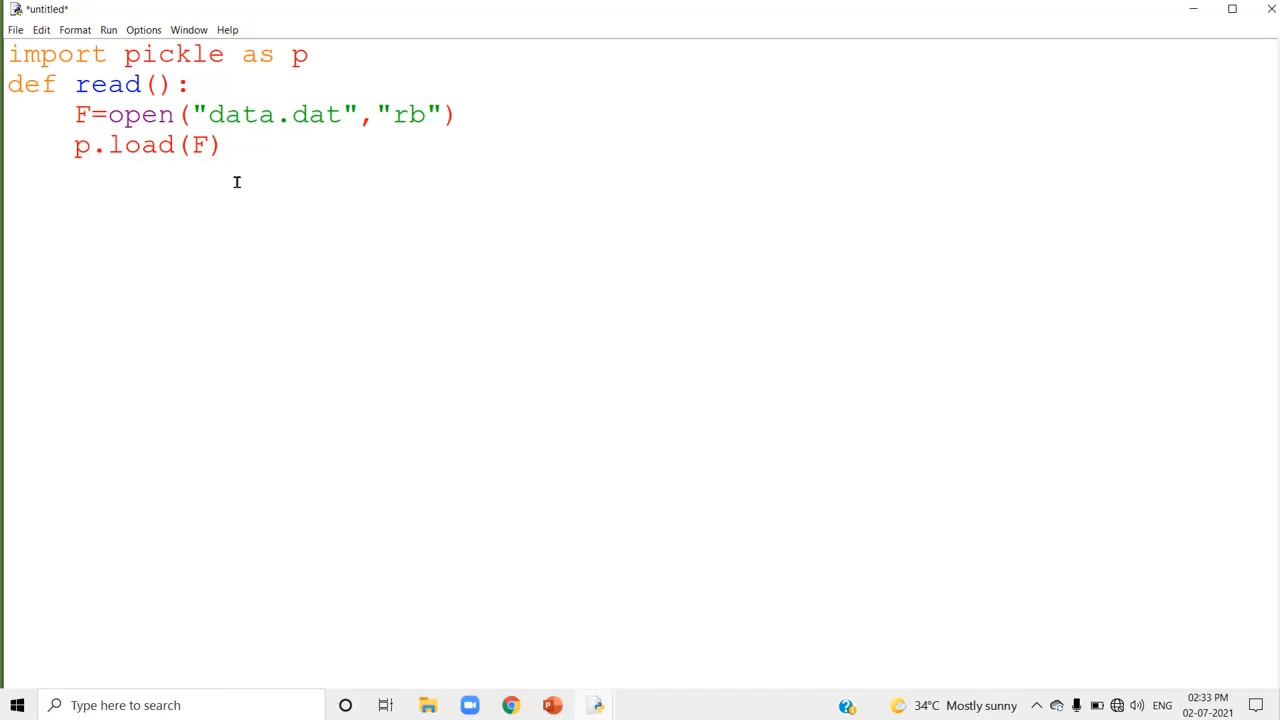 *untitled*
File Edit Format Run Options Window Help
import pickle as p
def read():
    F=open("data.dat","rb")
    p.load(F)
Type here to search
34°C Mostly sunny
ENG
02:33 PM
02-07-2021